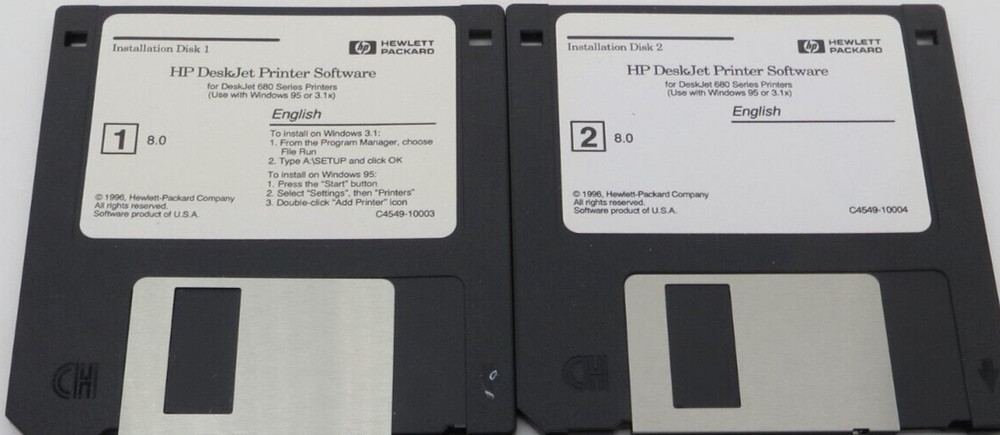 Installation Disk 1
hp HEWLETT
PACKARD
HP DeskJet Printer Software
for DeskJet 680 Series Printers
(Use with Windows 95 or 3.1x)
English
1 8.0
To install on Windows 3.1:
1. From the Program Manager, choose
File Run
2. Type A:\SETUP and click OK
To install on Windows 95:
1. Press the "Start" button
2. Select "Settings", then "Printers"
3. Double-click "Add Printer" icon
© 1996, Hewlett-Packard Company
All rights reserved.
Software product of U.S.A.
C4549-10003
Installation Disk 2
hp HEWLETT
PACKARD
HP DeskJet Printer Software
for DeskJet 680 Series Printers
(Use with Windows 95 or 3.1x)
English
2 8.0
© 1996, Hewlett-Packard Company
All rights reserved.
Software product of U.S.A.
C4549-10004